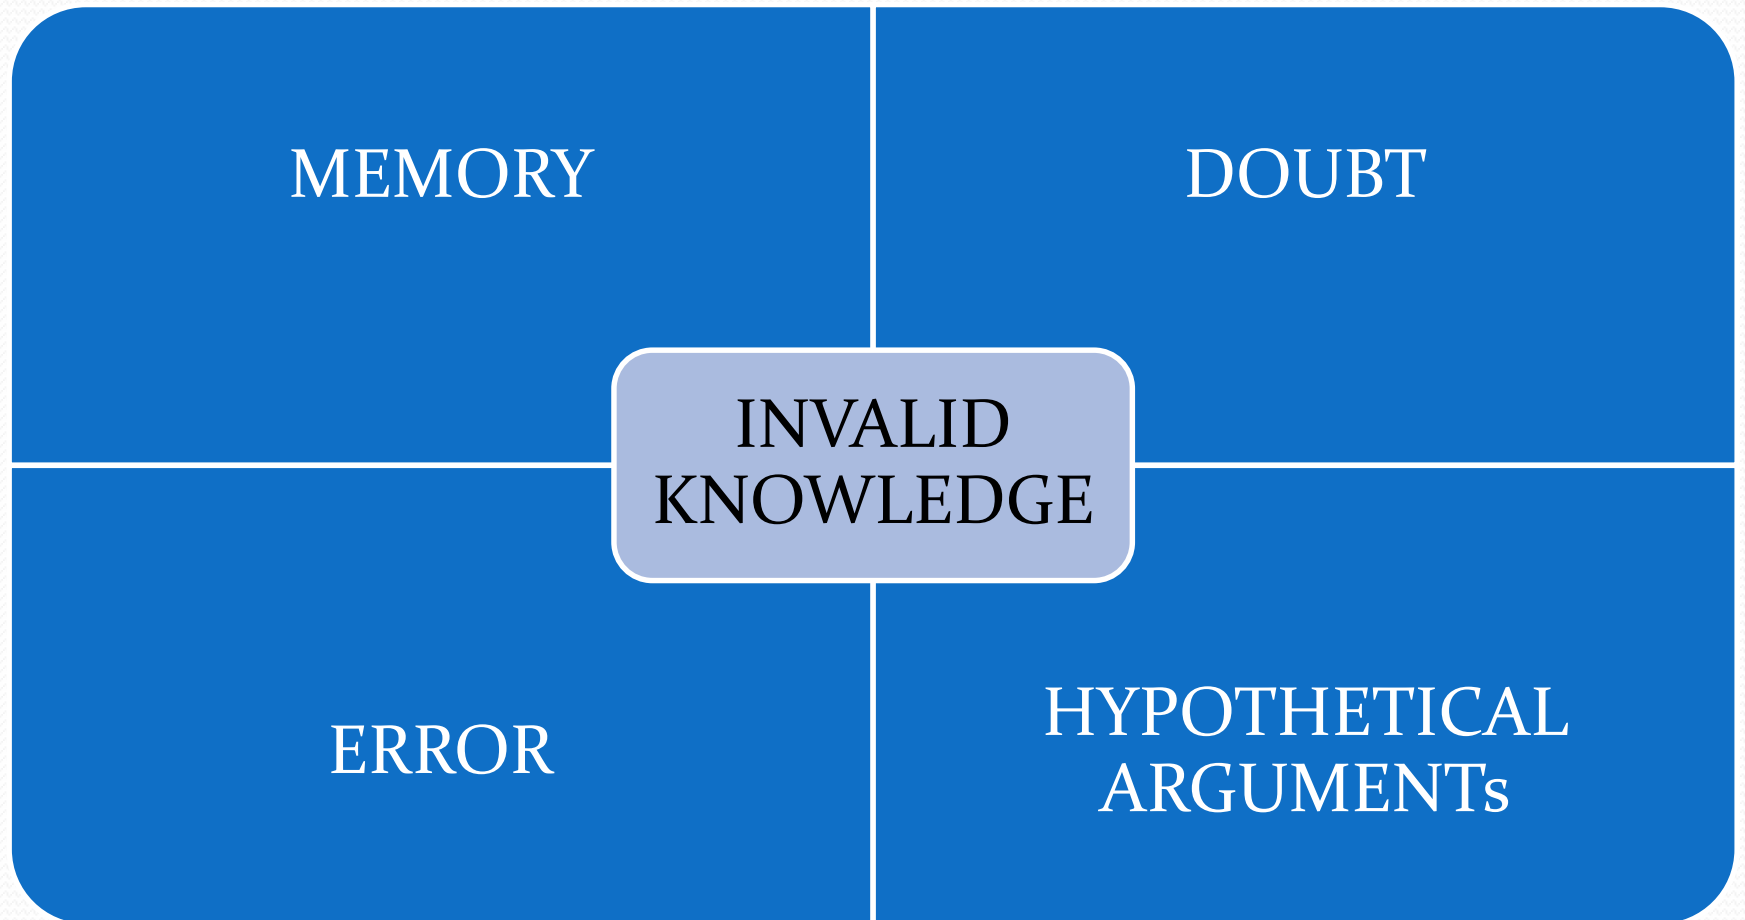 MEMORY
DOUBT
INVALID
KNOWLEDGE
ERROR
HYPOTHETICAL
ARGUMENTs